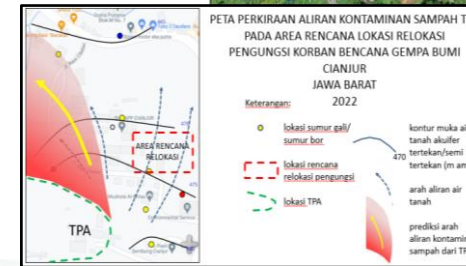 PETA PERKIRAAN ALIRAN KONTAMINAN SAMPAH T
PADA AREA RENCANA LOKASI RELOKASI
PENGUNGSI KORBAN BENCANA GEMPA BUMI
CIANJUR
JAWA BARAT
2022
Keterangan:
lokasi sumur gali/
sumur bor
lokasi rencana
relokasi pengungsi
lokasi TPA
470
kontur muka ai
tanah akuifer
tertekan/semi
tertekan (m am
arah aliran air
tanah
prediksi arah
aliran kontamin
sampah dari TP
AREA RENCANA
RELOKASI
TPA